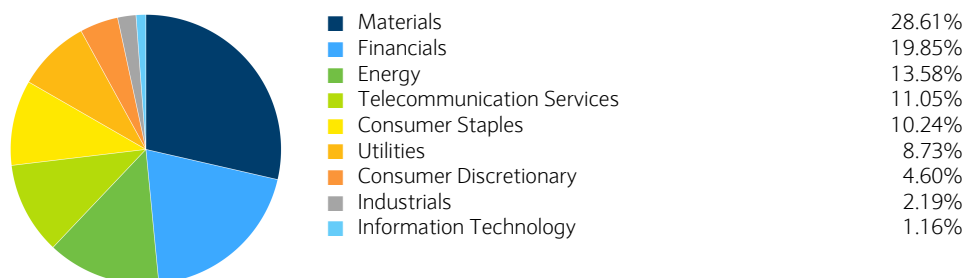 Materials 28.61%
Financials 19.85%
Energy 13.58%
Telecommunication Services 11.05%
Consumer Staples 10.24%
Utilities 8.73%
Consumer Discretionary 4.60%
Industrials 2.19%
Information Technology 1.16%